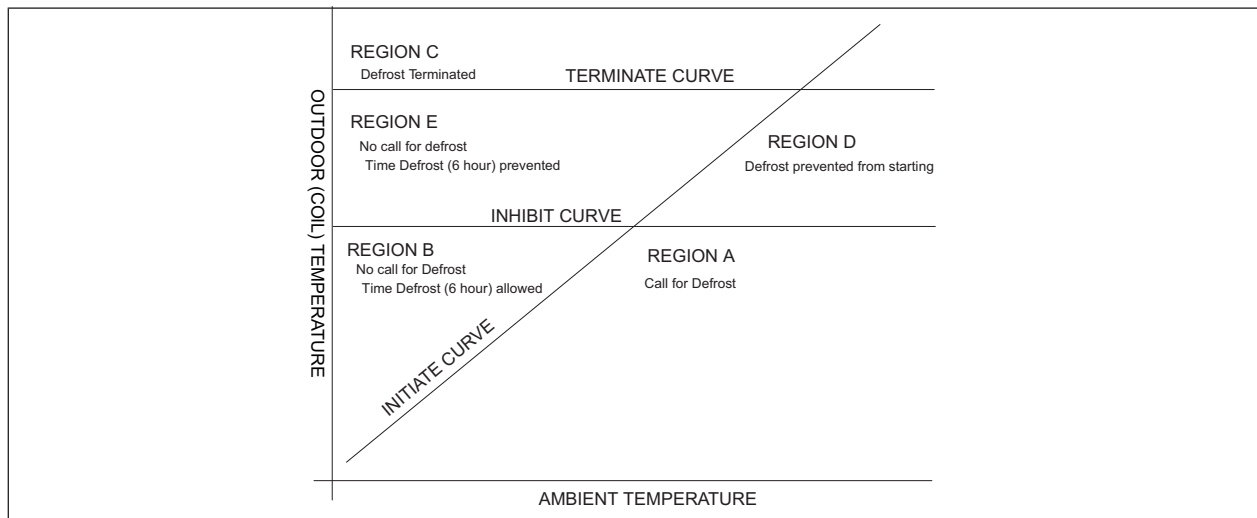 REGION C
Defrost Terminated
TERMINATE CURVE
REGION E
No call for defrost
Time Defrost (6 hour) prevented
REGION D
Defrost prevented from starting
INHIBIT CURVE
REGION B
No call for Defrost
Time Defrost (6 hour) allowed
REGION A
Call for Defrost
INITIATE CURVE
OUTDOOR (COIL) TEMPERATURE
AMBIENT TEMPERATURE